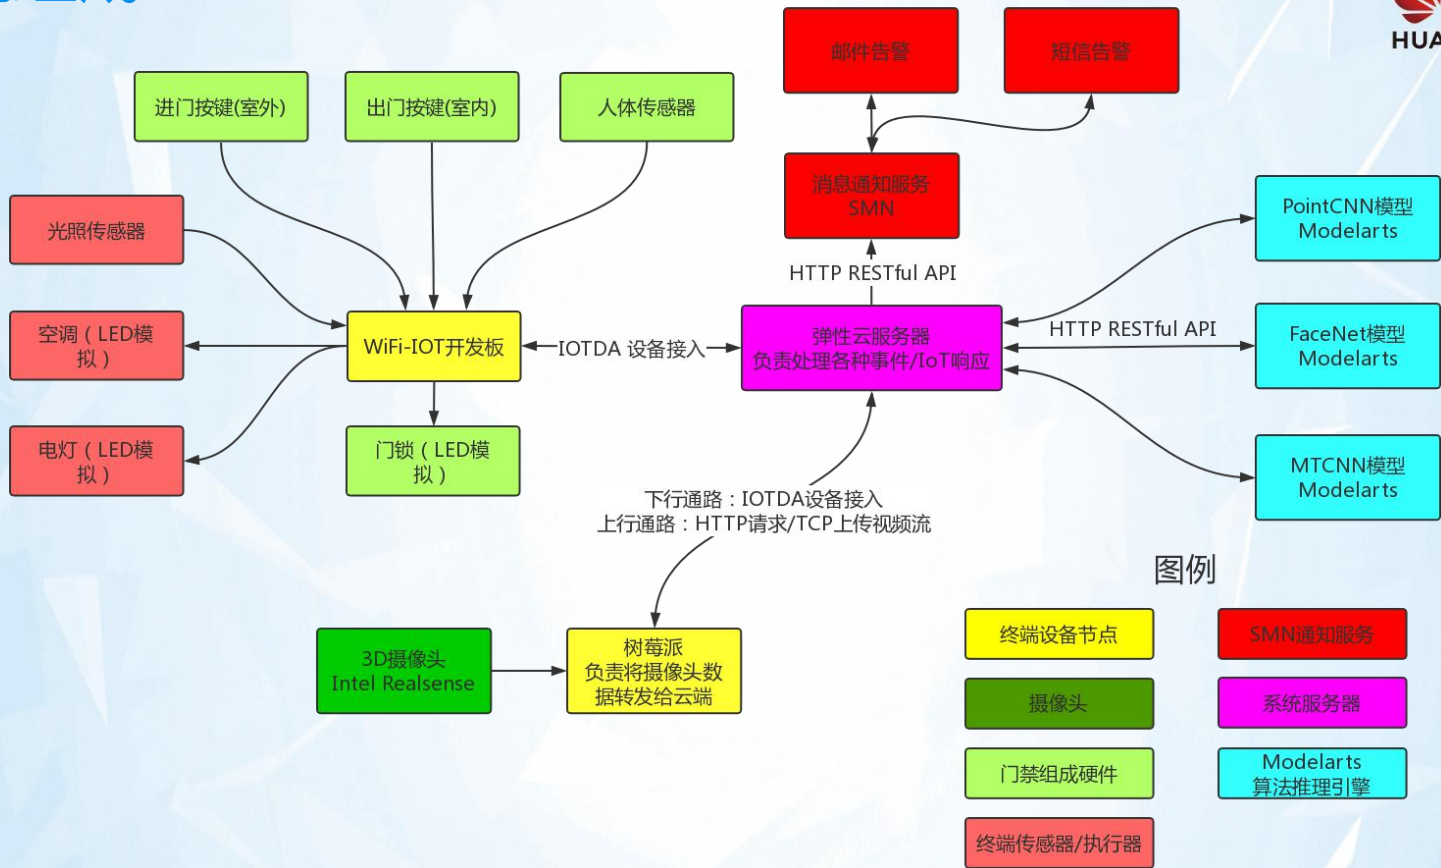 HUA
邮件告警
短信告警
进门按键(室外)
出门按键(室内)
人体传感器
消息通知服务
SMN
光照传感器
PointCNN模型
Modelarts
HTTP RESTful API
空调（LED模
拟）
WiFi-IOT开发板
IOTDA 设备接入
弹性云服务器
负责处理各种事件/IoT响应
HTTP RESTful API
FaceNet模型
Modelarts
电灯（LED模
拟）
门锁（LED模
拟）
MTCNN模型
Modelarts
下行通路：IOTDA设备接入
上行通路：HTTP请求/TCP上传视频流
3D摄像头
Intel Realsense
树莓派
负责将摄像头数
据转发给云端
图例
终端设备节点
SMN通知服务
摄像头
系统服务器
门禁组成硬件
Modelarts
算法推理引擎
终端传感器/执行器